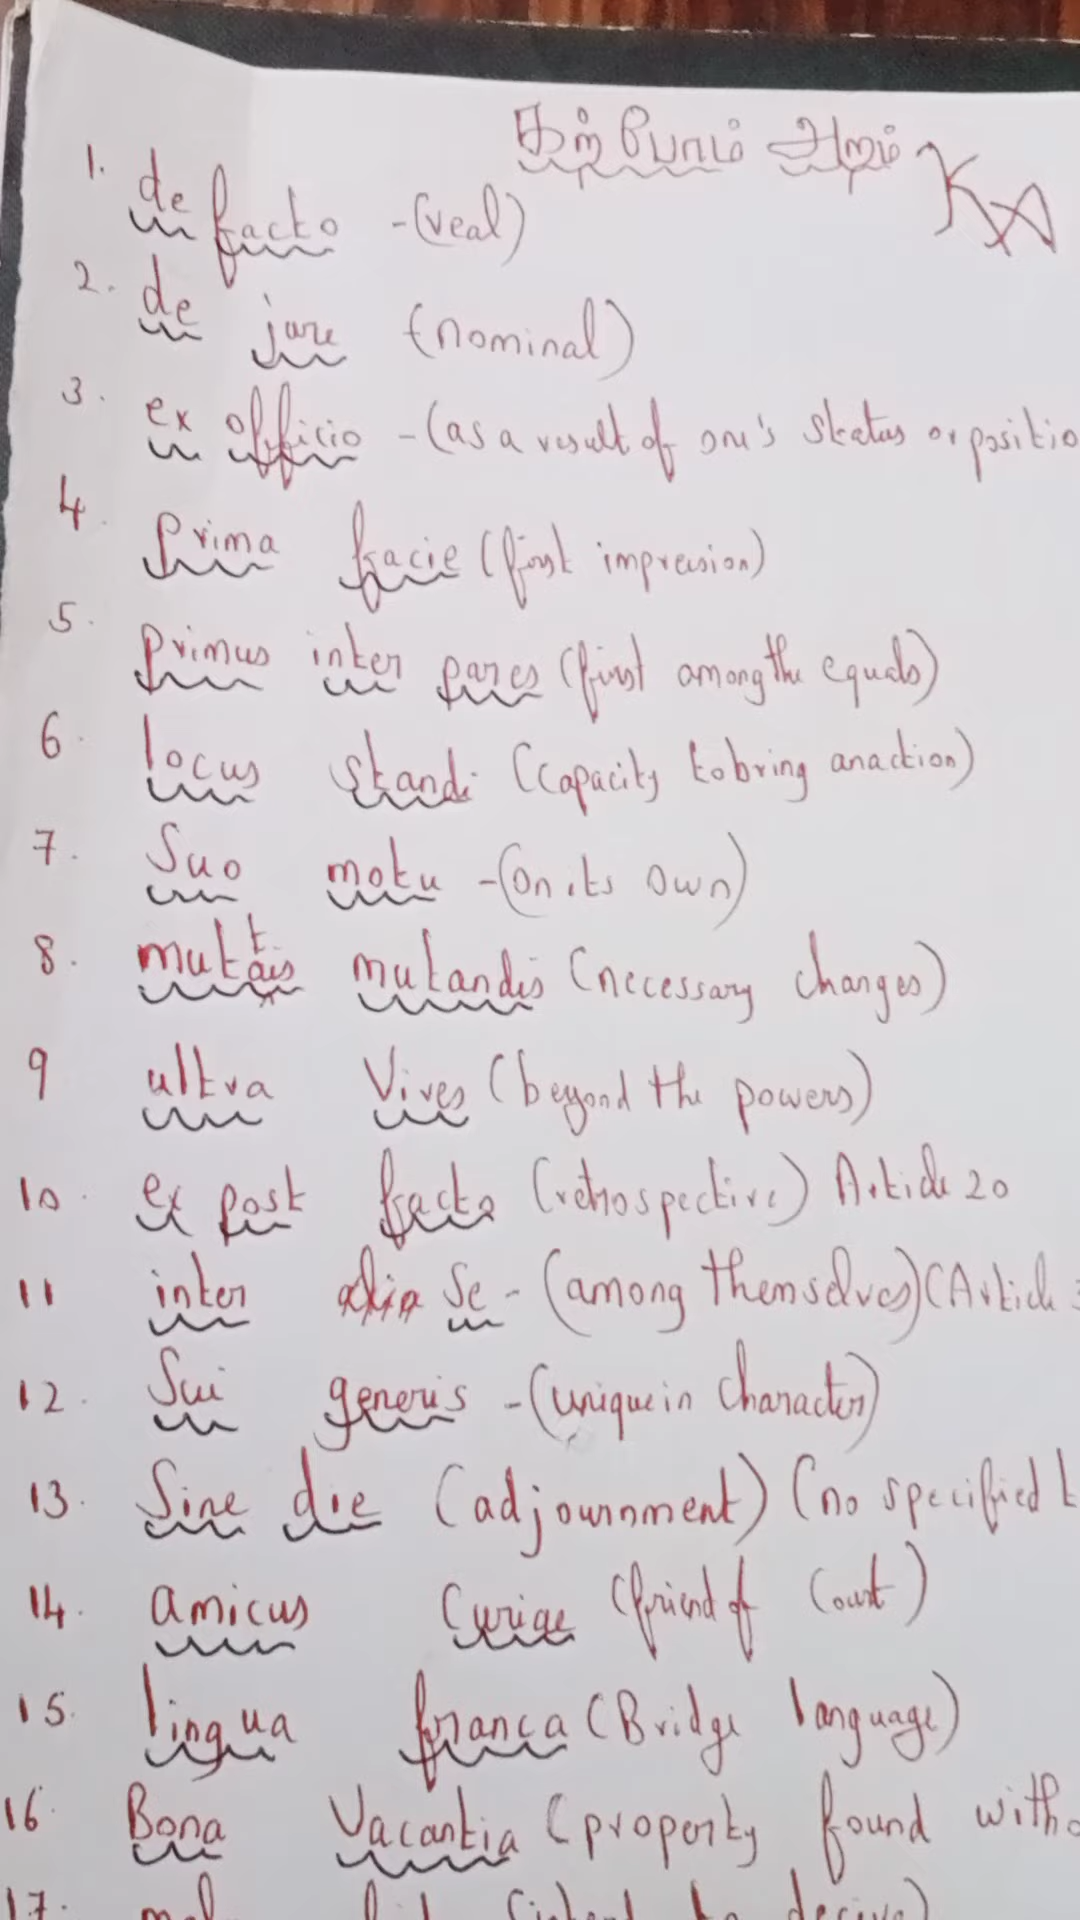 கற்போம் அறம் KA
1. de facto - (real)
2. de jure (nominal)
3. ex officio - (as a result of one's status or positio
4. Prima facie (first impression)
5. Primus inter pares (first among the equals)
6. locus standi (capacity to bring an action)
7. Suo motu - (on its own)
8. mutatis mutandis (necessary changes)
9 ultra Vires (beyond the powers)
10. ex post facto (retrospective) Article 20
11 inter se - (among themselves) (Article
12. Sui generis - (unique in character)
13. Sine die (adjournment) (no specified t
14. amicus Curiae (friend of Court)
15. lingua franca (Bridge language)
16 Bona Vacantia (property found witho
17.